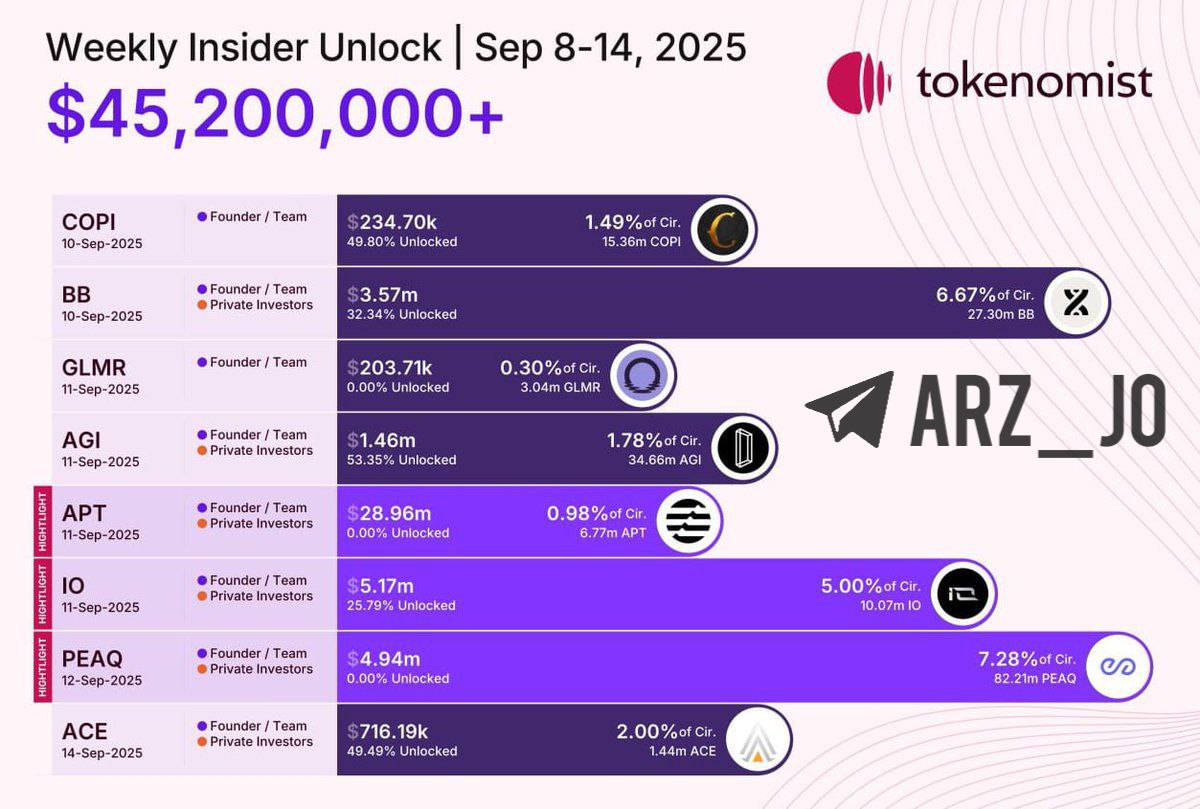 Weekly Insider Unlock | Sep 8-14, 2025
$45,200,000+
tokenomist
COPI
10-Sep-2025
Founder / Team
$234.70k
49.80% Unlocked
1.49% of Cir.
15.36m COPI
BB
10-Sep-2025
Founder / Team
Private Investors
$3.57m
32.34% Unlocked
6.67% of Cir.
27.30m BB
GLMR
11-Sep-2025
Founder / Team
$203.71k
0.00% Unlocked
0.30% of Cir.
3.04m GLMR
AGI
11-Sep-2025
Founder / Team
Private Investors
$1.46m
53.35% Unlocked
1.78% of Cir.
34.66m AGI
ARZ__JO
HIGHTLIGHT
APT
11-Sep-2025
Founder / Team
Private Investors
$28.96m
0.00% Unlocked
0.98% of Cir.
6.77m APT
HIGHTLIGHT
IO
11-Sep-2025
Founder / Team
Private Investors
$5.17m
25.79% Unlocked
5.00% of Cir.
10.07m IO
HIGHTLIGHT
PEAQ
12-Sep-2025
Founder / Team
Private Investors
$4.94m
0.00% Unlocked
7.28% of Cir.
82.21m PEAQ
ACE
14-Sep-2025
Founder / Team
Private Investors
$716.19k
49.49% Unlocked
2.00% of Cir.
1.44m ACE